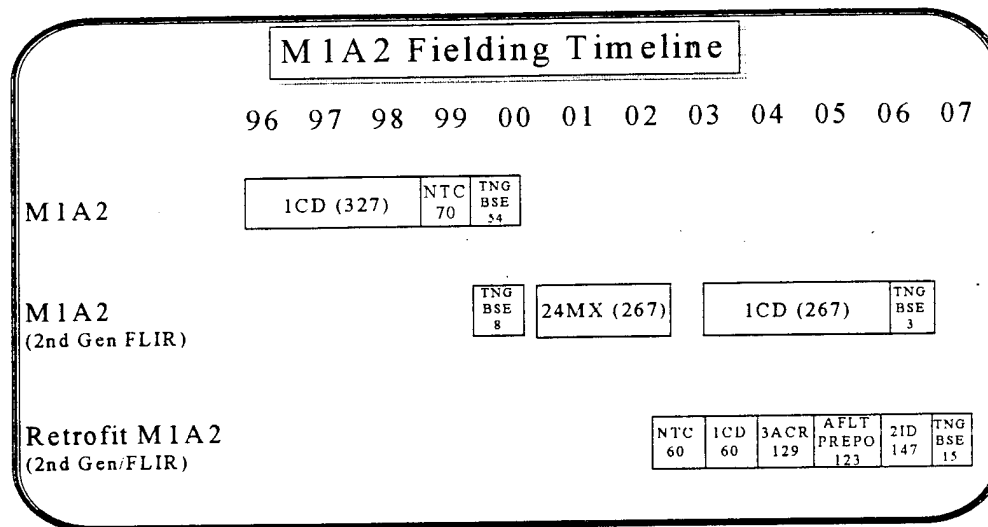 M1A2 Fielding Timeline
96 97 98 99 00 01 02 03 04 05 06 07
M1A2
1CD (327)
NTC
70
TNG
BSE
54
M1A2
(2nd Gen FLIR)
TNG
BSE
8
24MX (267)
1CD (267)
TNG
BSE
3
Retrofit M1A2
(2nd Gen/FLIR)
NTC
60
1CD
60
3ACR
129
AFLT
PREPO
123
2ID
147
TNG
BSE
15